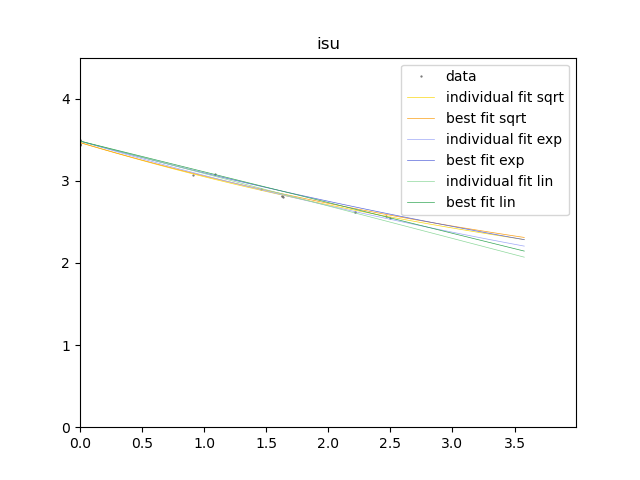 isu
data
individual fit sqrt
best fit sqrt
individual fit exp
best fit exp
individual fit lin
best fit lin
4
3
2
1
0
0.0 0.5 1.0 1.5 2.0 2.5 3.0 3.5